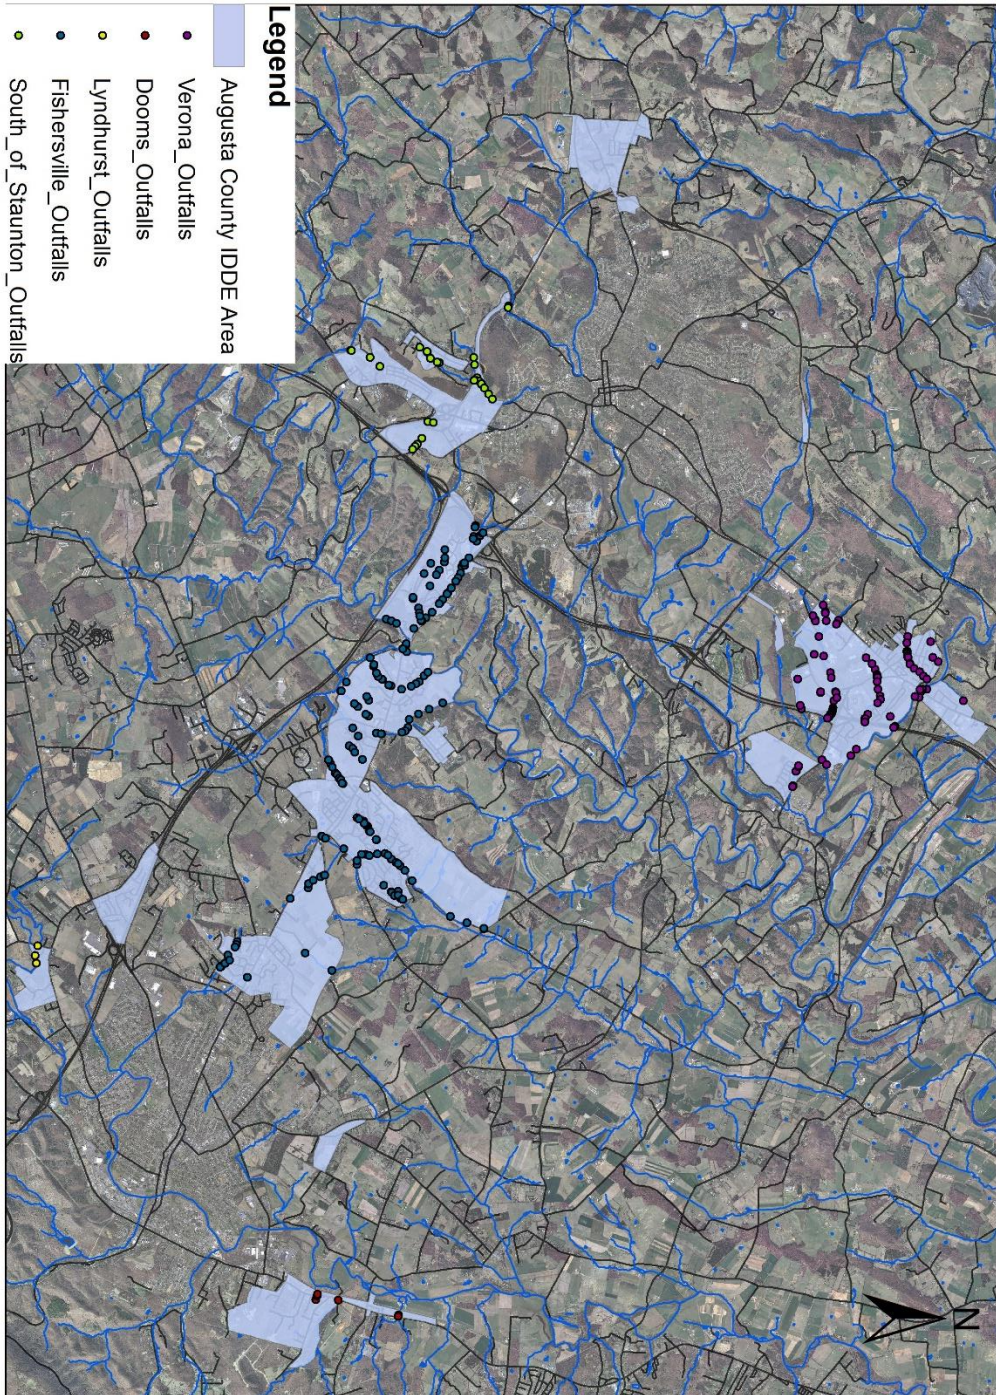 Legend
Augusta County IDDE Area
Verona_Outfalls
Dooms_Outfalls
Lyndhurst_Outfalls
Fishersville_Outfalls
South_of_Staunton_Outfalls
N